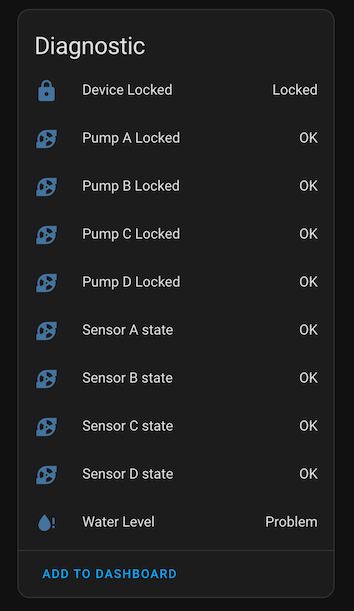 Diagnostic
Device Locked Locked
Pump A Locked OK
Pump B Locked OK
Pump C Locked OK
Pump D Locked OK
Sensor A state OK
Sensor B state OK
Sensor C state OK
Sensor D state OK
Water Level Problem
ADD TO DASHBOARD